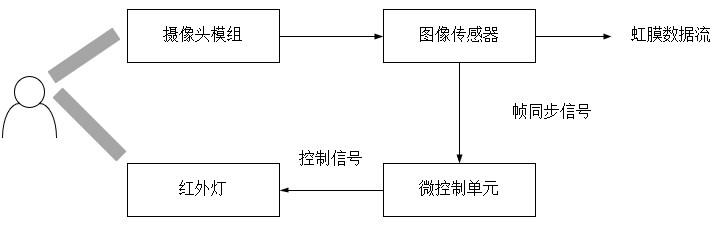 摄像头模组
图像传感器
虹膜数据流
帧同步信号
控制信号
红外灯
微控制单元